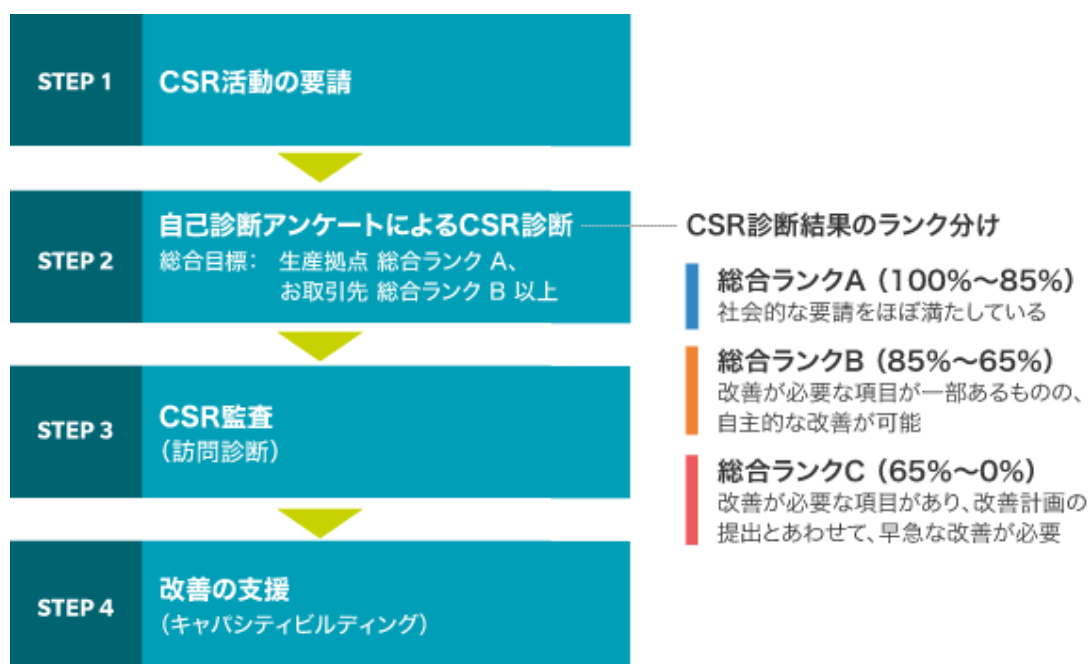 STEP 1
CSR活動の要請
STEP 2
自己診断アンケートによるCSR診断
総合目標: 生産拠点 総合ランク A、
お取引先 総合ランク B 以上
CSR診断結果のランク分け
総合ランクA（100%〜85%）
社会的な要請をほぼ満たしている
総合ランクB（85%〜65%）
改善が必要な項目が一部あるものの、
自主的な改善が可能
総合ランクC（65%〜0%）
改善が必要な項目があり、改善計画の
提出とあわせて、早急な改善が必要
STEP 3
CSR監査
（訪問診断）
STEP 4
改善の支援
（キャパシティビルディング）